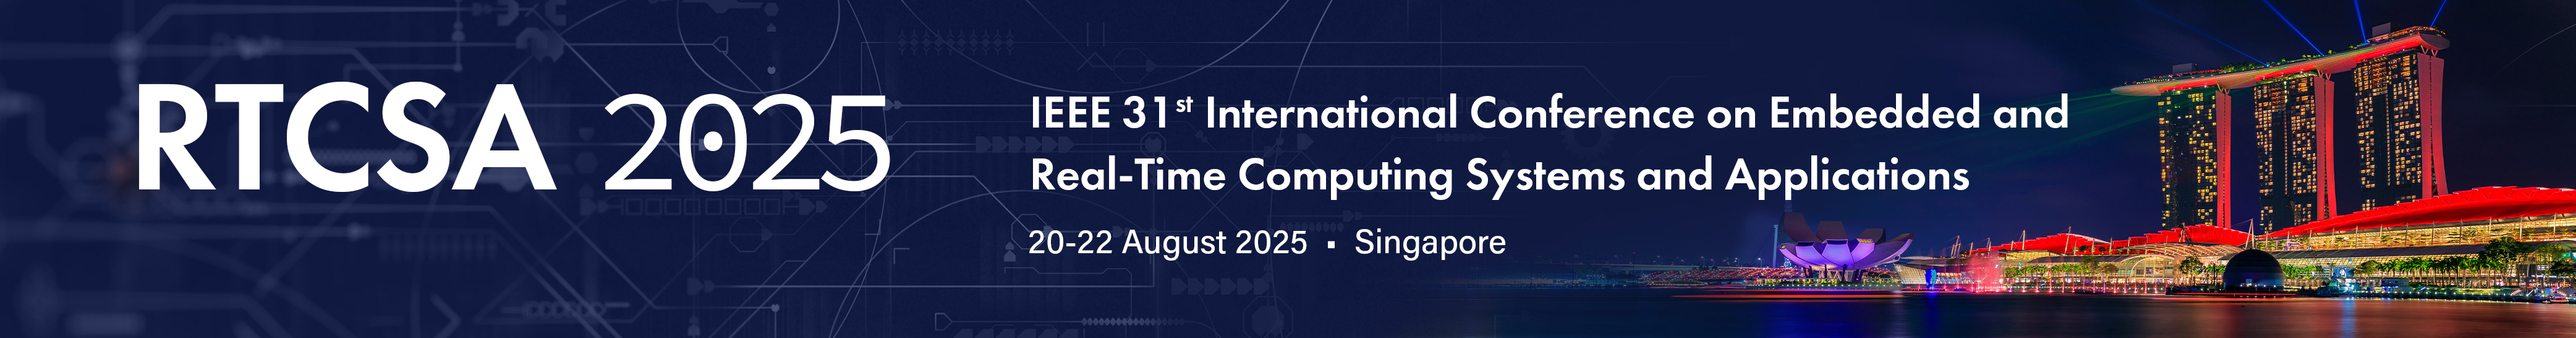 RTCSA 2025
IEEE 31st International Conference on Embedded and
Real-Time Computing Systems and Applications
20-22 August 2025 ▪ Singapore